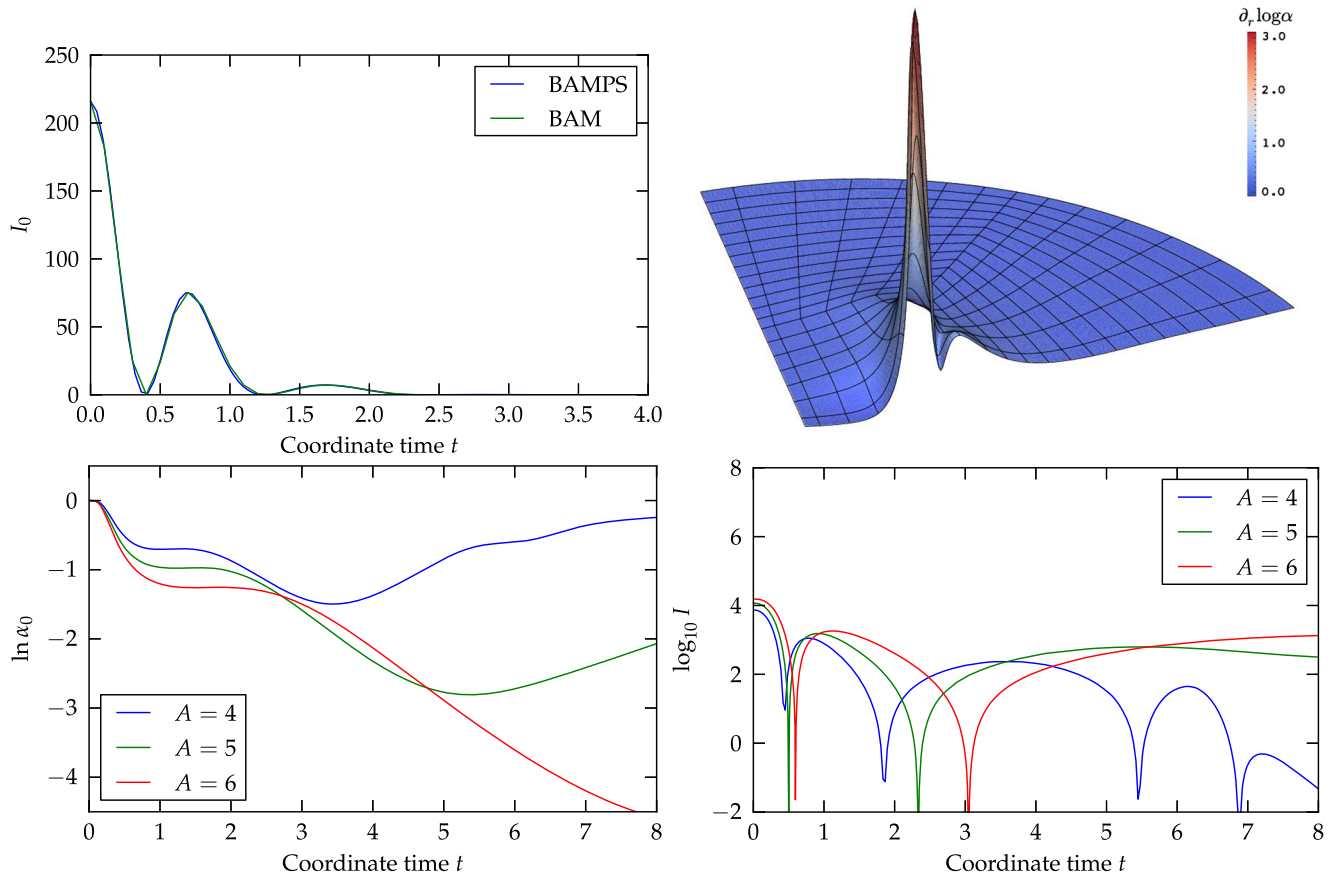 250
200
150
100
50
0
I₀
BAMPS
BAM
0.0 0.5 1.0 1.5 2.0 2.5 3.0 3.5 4.0
Coordinate time t
∂ᵣ logα
3.0
2.0
1.0
0.0
0
−1
−2
−3
−4
ln α₀
A = 4
A = 5
A = 6
0 1 2 3 4 5 6 7 8
Coordinate time t
8
6
4
2
0
−2
log₁₀ I
A = 4
A = 5
A = 6
0 1 2 3 4 5 6 7 8
Coordinate time t